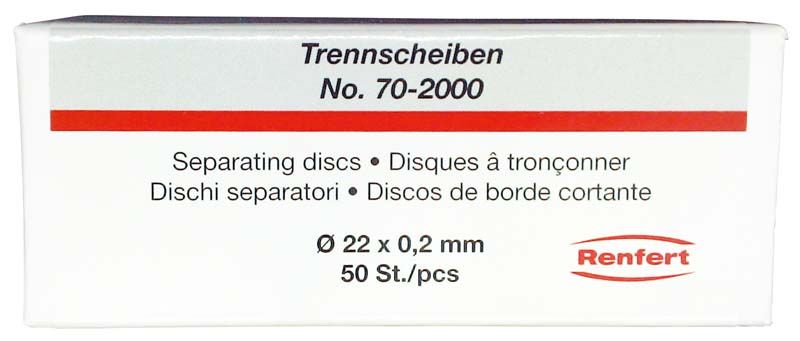 Trennscheiben
No. 70-2000
Separating discs • Disques â tronçonner
Dischi separatori • Discos de borde cortante
Ø 22 x 0,2 mm
50 St./pcs
Renfert